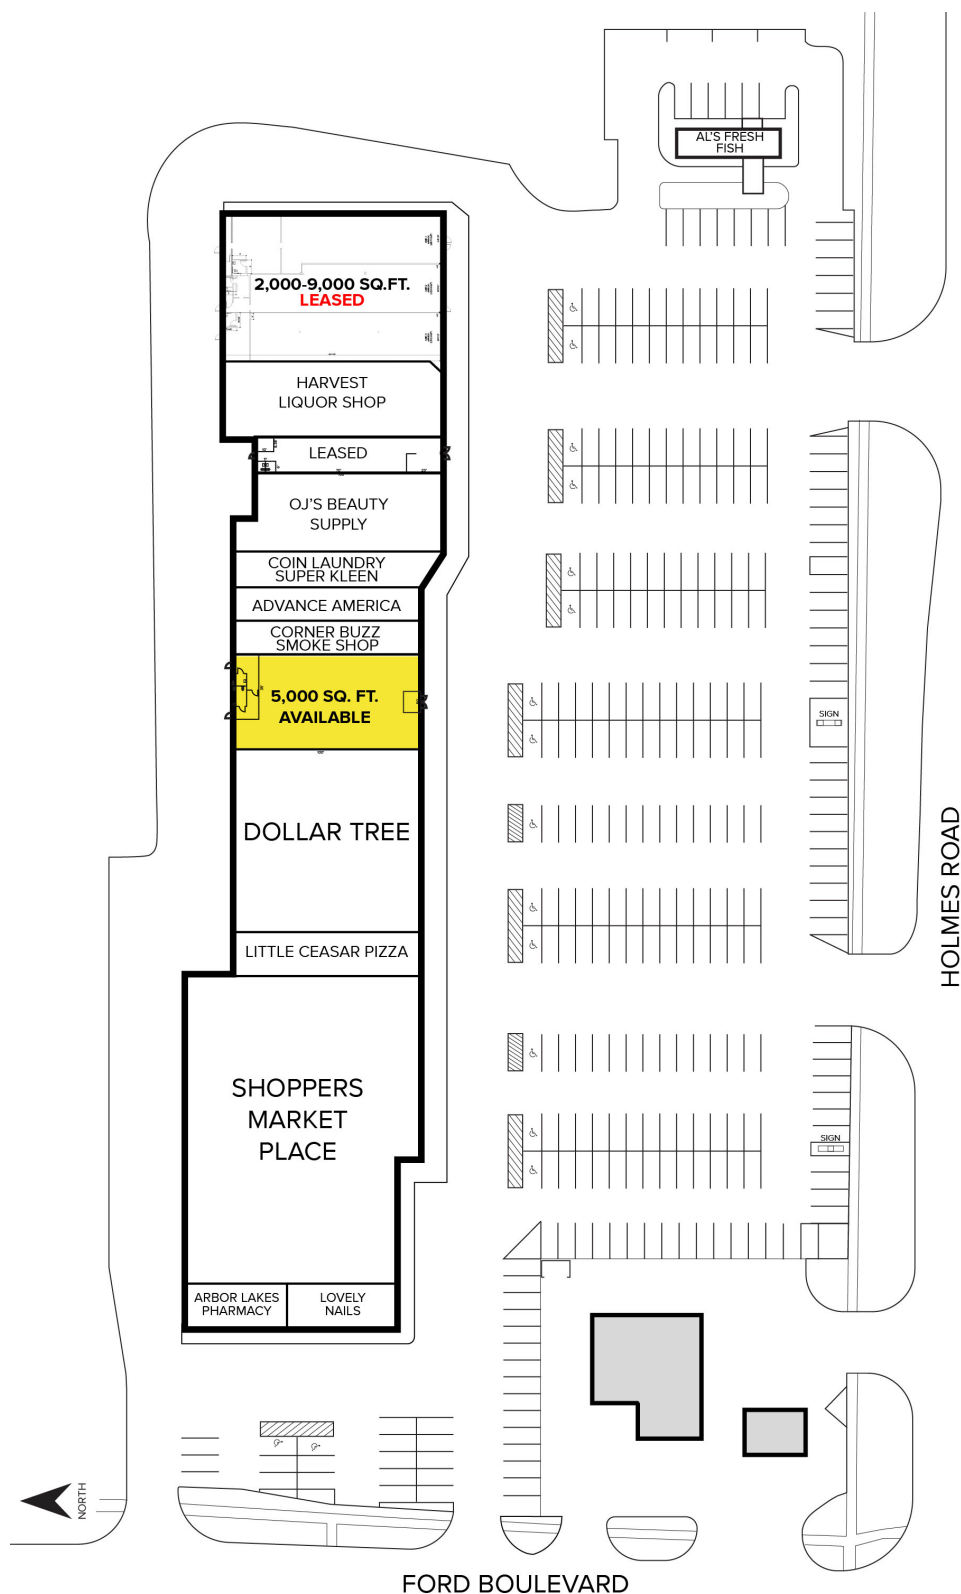 AL'S FRESH
FISH
2,000-9,000 SQ.FT.
LEASED
HARVEST
LIQUOR SHOP
LEASED
OJ'S BEAUTY
SUPPLY
COIN LAUNDRY
SUPER KLEEN
ADVANCE AMERICA
CORNER BUZZ
SMOKE SHOP
5,000 SQ. FT.
AVAILABLE
SIGN
DOLLAR TREE
HOLMES ROAD
LITTLE CEASAR PIZZA
SHOPPERS
MARKET
PLACE
SIGN
ARBOR LAKES
PHARMACY
LOVELY
NAILS
NORTH
FORD BOULEVARD